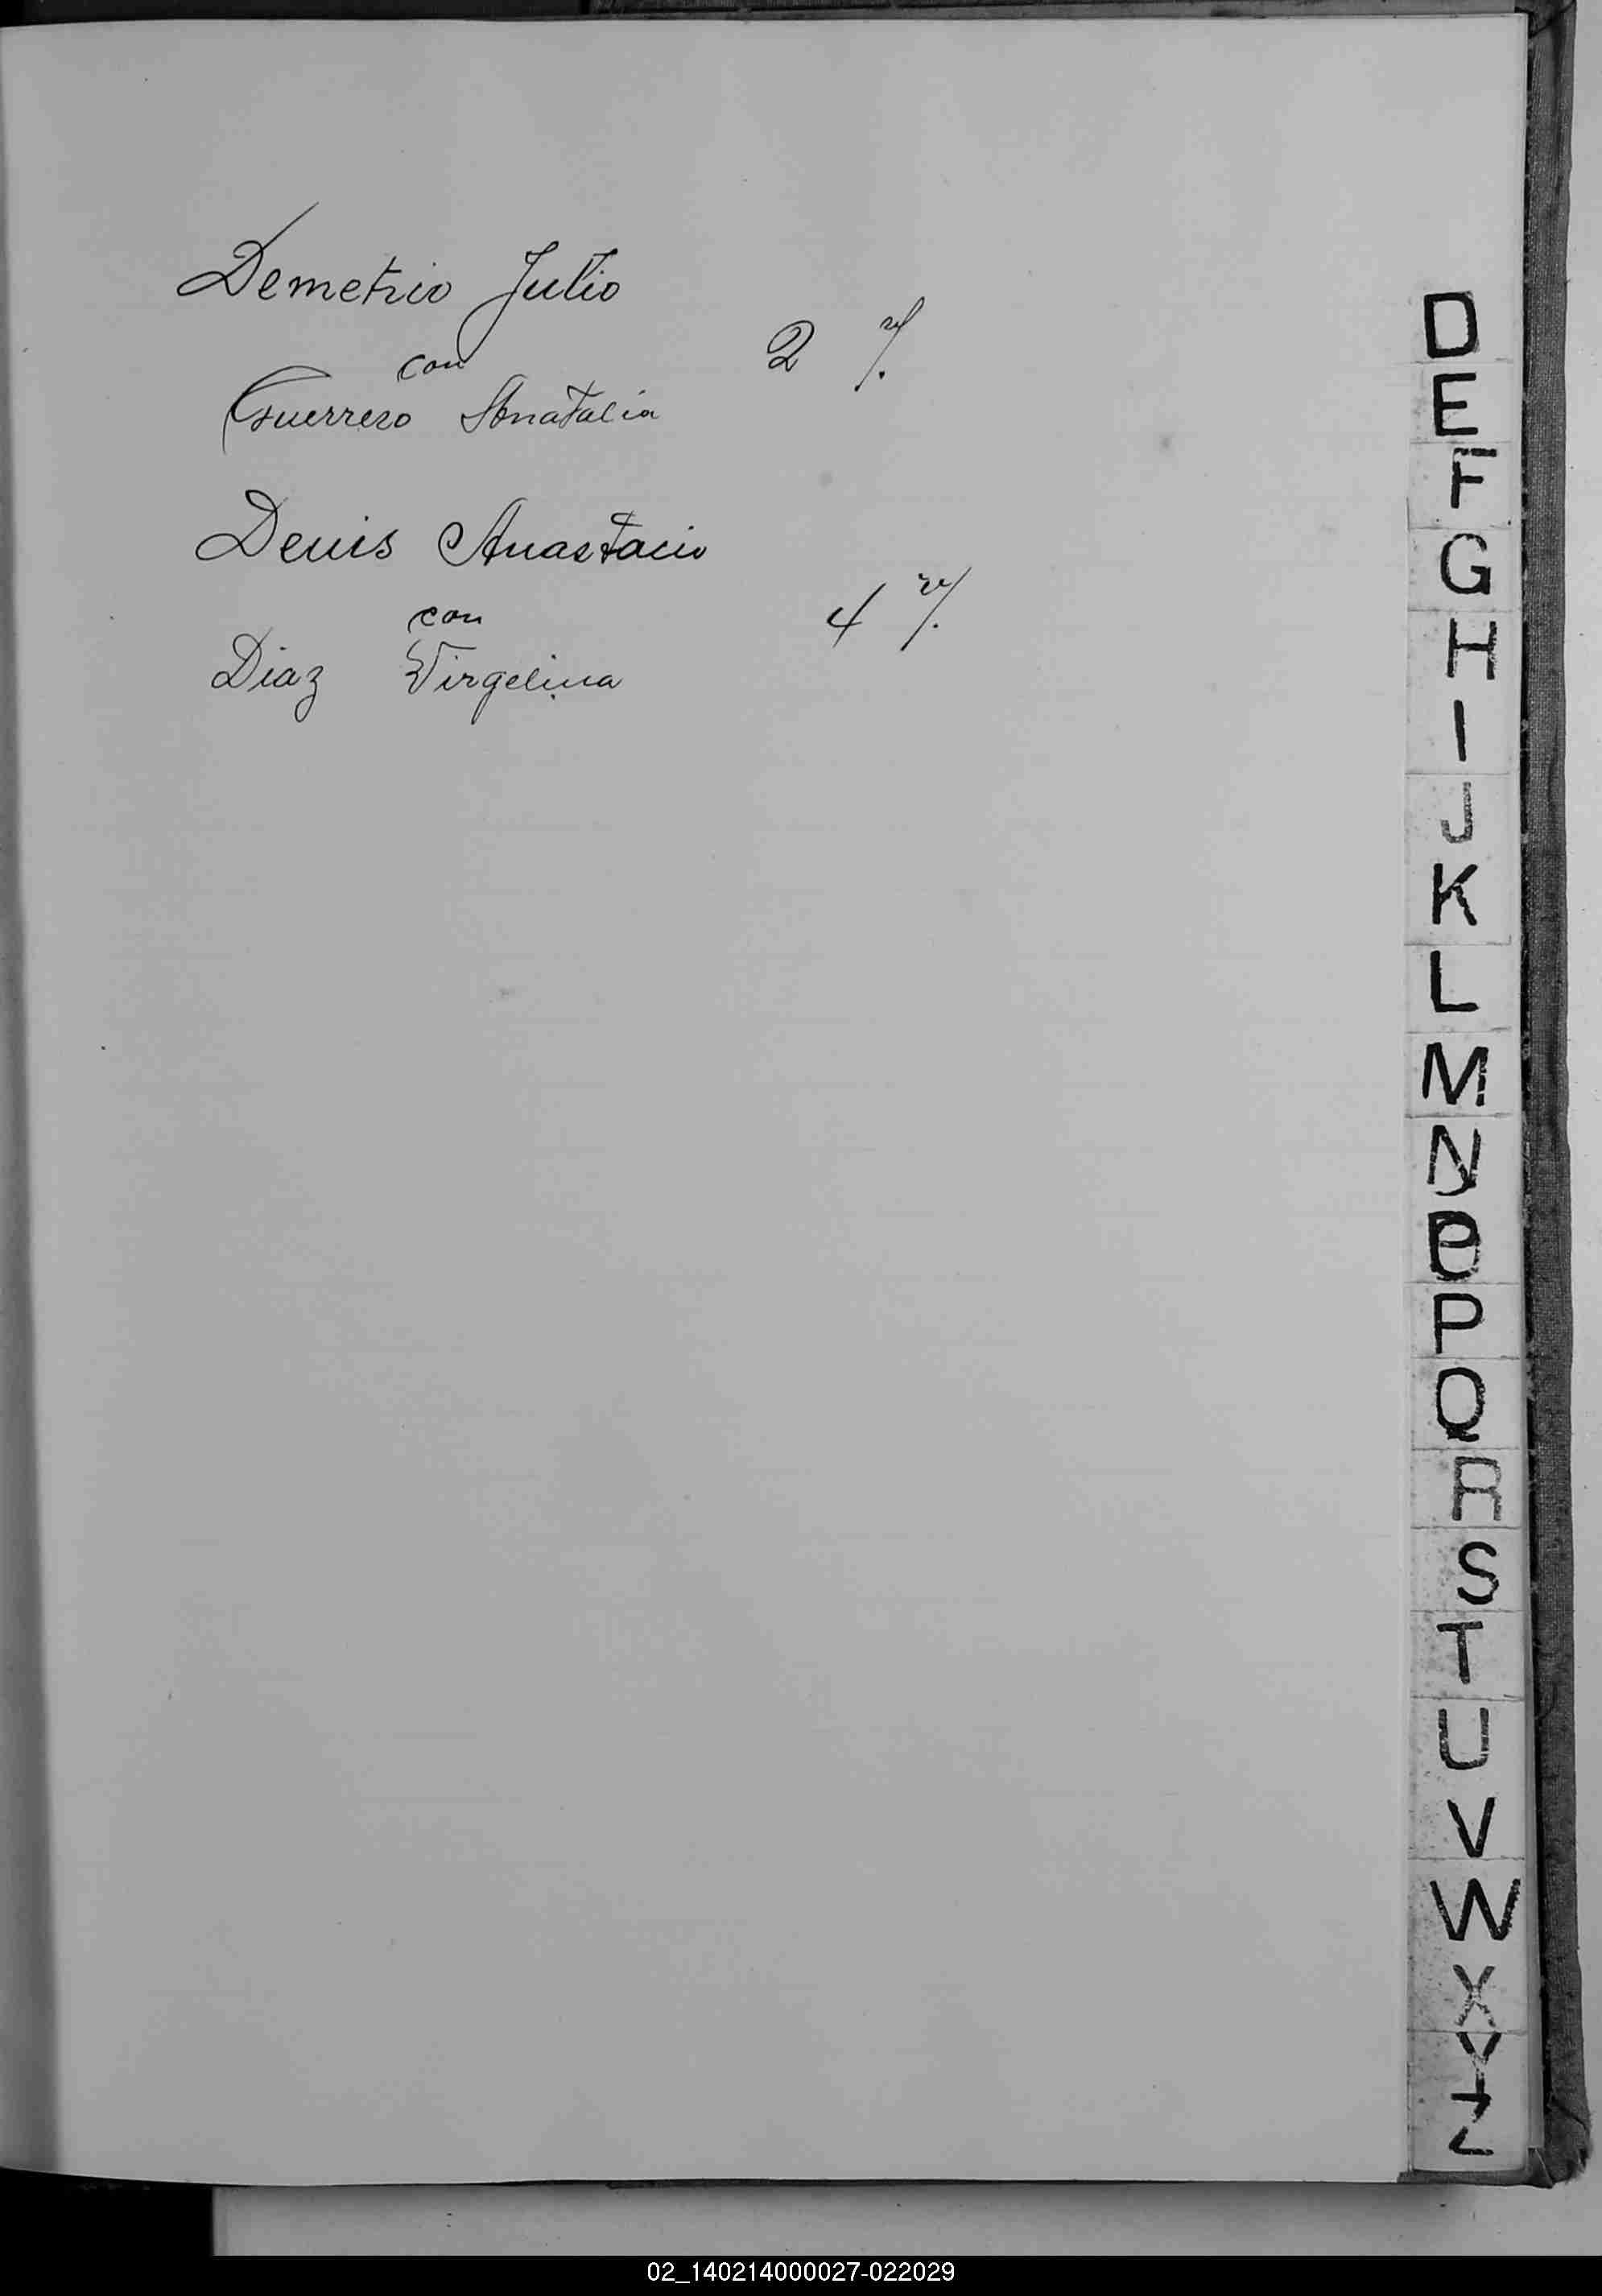 Demetrio Julio
con
2
Guerrero Anatalia
Denis Anastacio
con
4
Diaz Virgelina
D
E
F
G
H
I
J
K
L
M
N
O
P
Q
R
S
T
U
V
W
X
Y
Z
02_140214000027-022029